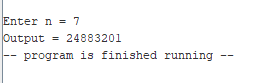 Enter n = 7
Output = 24883201
-- program is finished running --